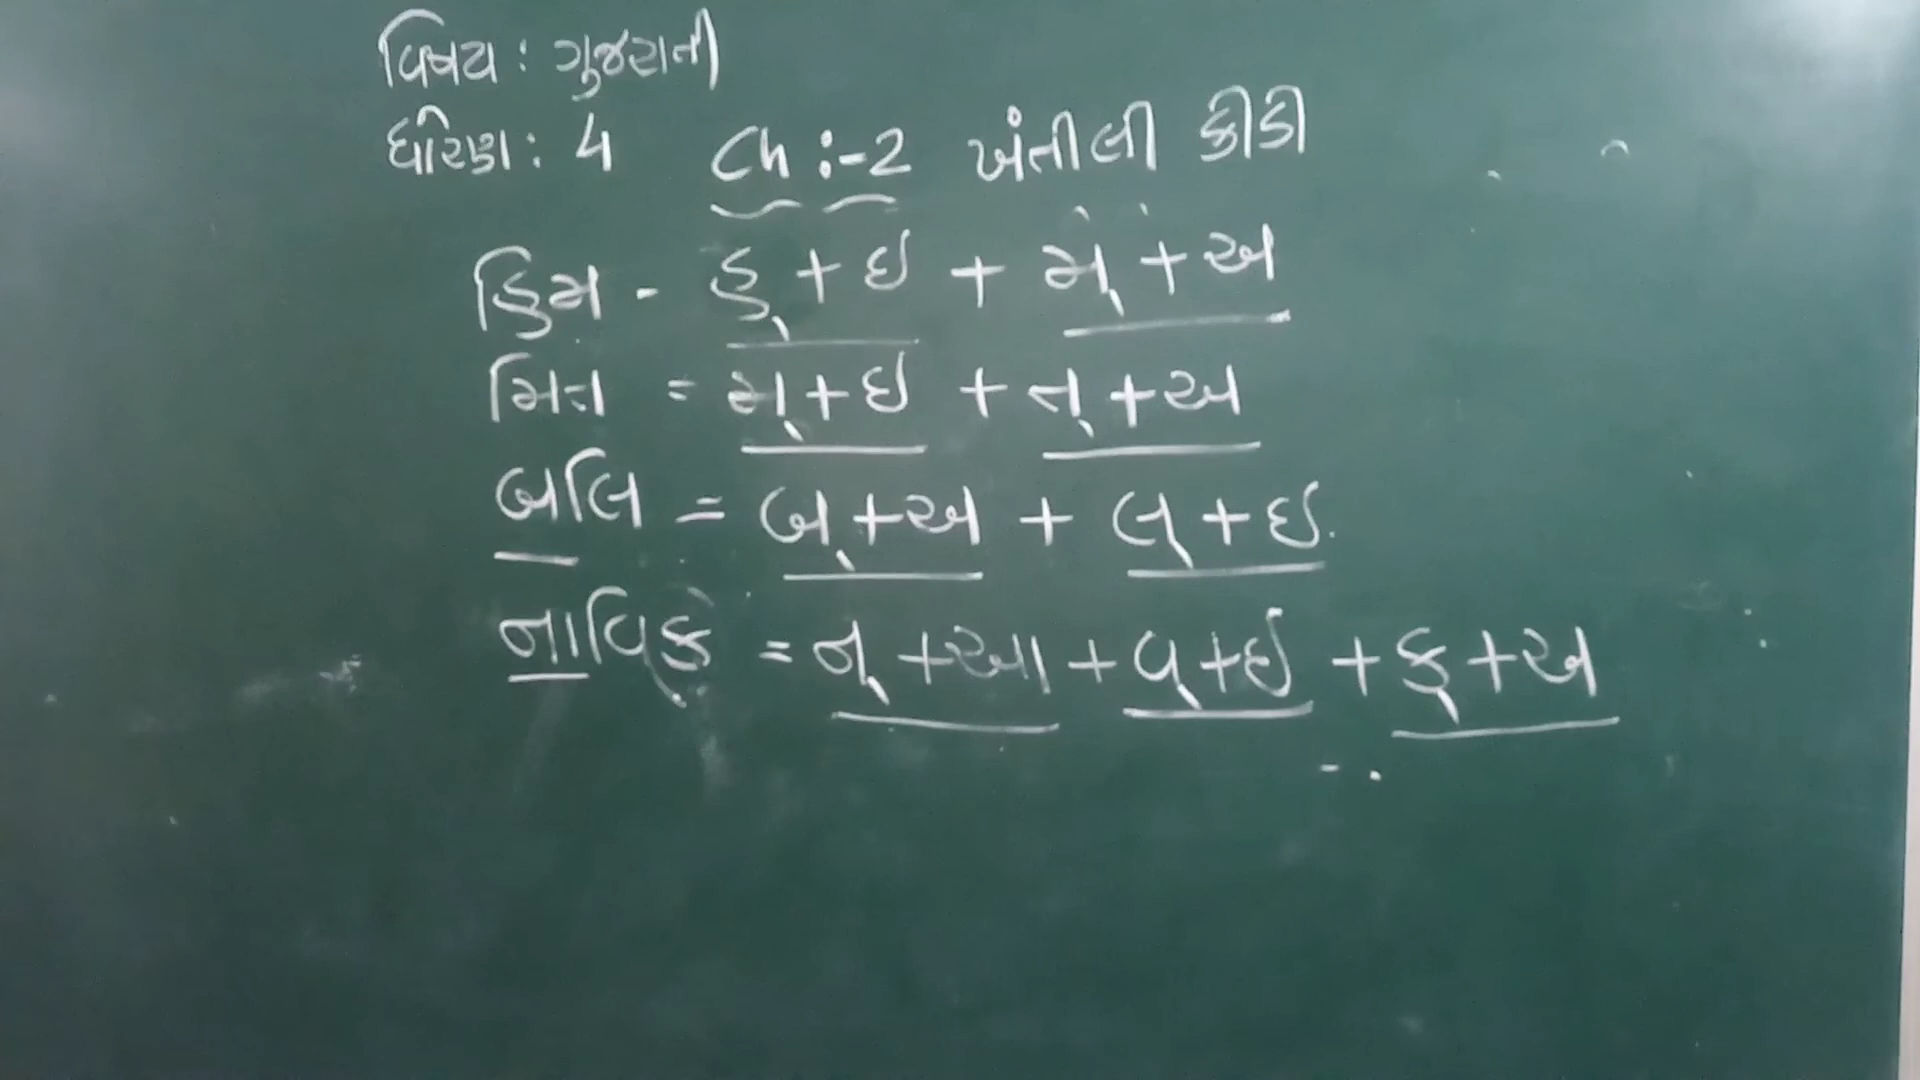 વિષય : ગુજરાતી
ધોરણ : 4 Ch :- 2 ખંતીલી કીડી
હિમ - હ્ + ઇ + મ્ + અ
મિત = મ્ + ઇ + ત્ + અ
બલિ = બ્ + અ + લ્ + ઇ
નાવિક = ન્ + આ + વ્ + ઇ + ક્ + અ